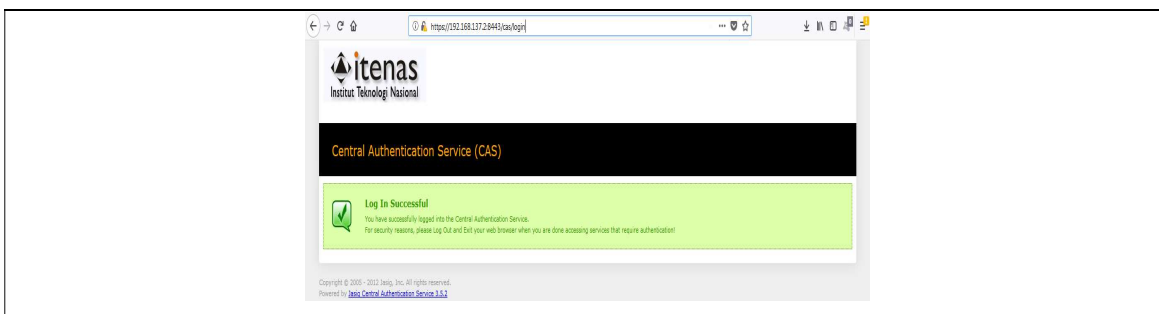 https://192.168.137.2:8443/cas/login
itenas
Institut Teknologi Nasional
Central Authentication Service (CAS)
Log In Successful
You have successfully logged into the Central Authentication Service.
For security reasons, please Log Out and Exit your web browser when you are done accessing services that require authentication!
Copyright © 2005 - 2012 Jasig, Inc. All rights reserved.
Powered by Jasig Central Authentication Service 3.5.2